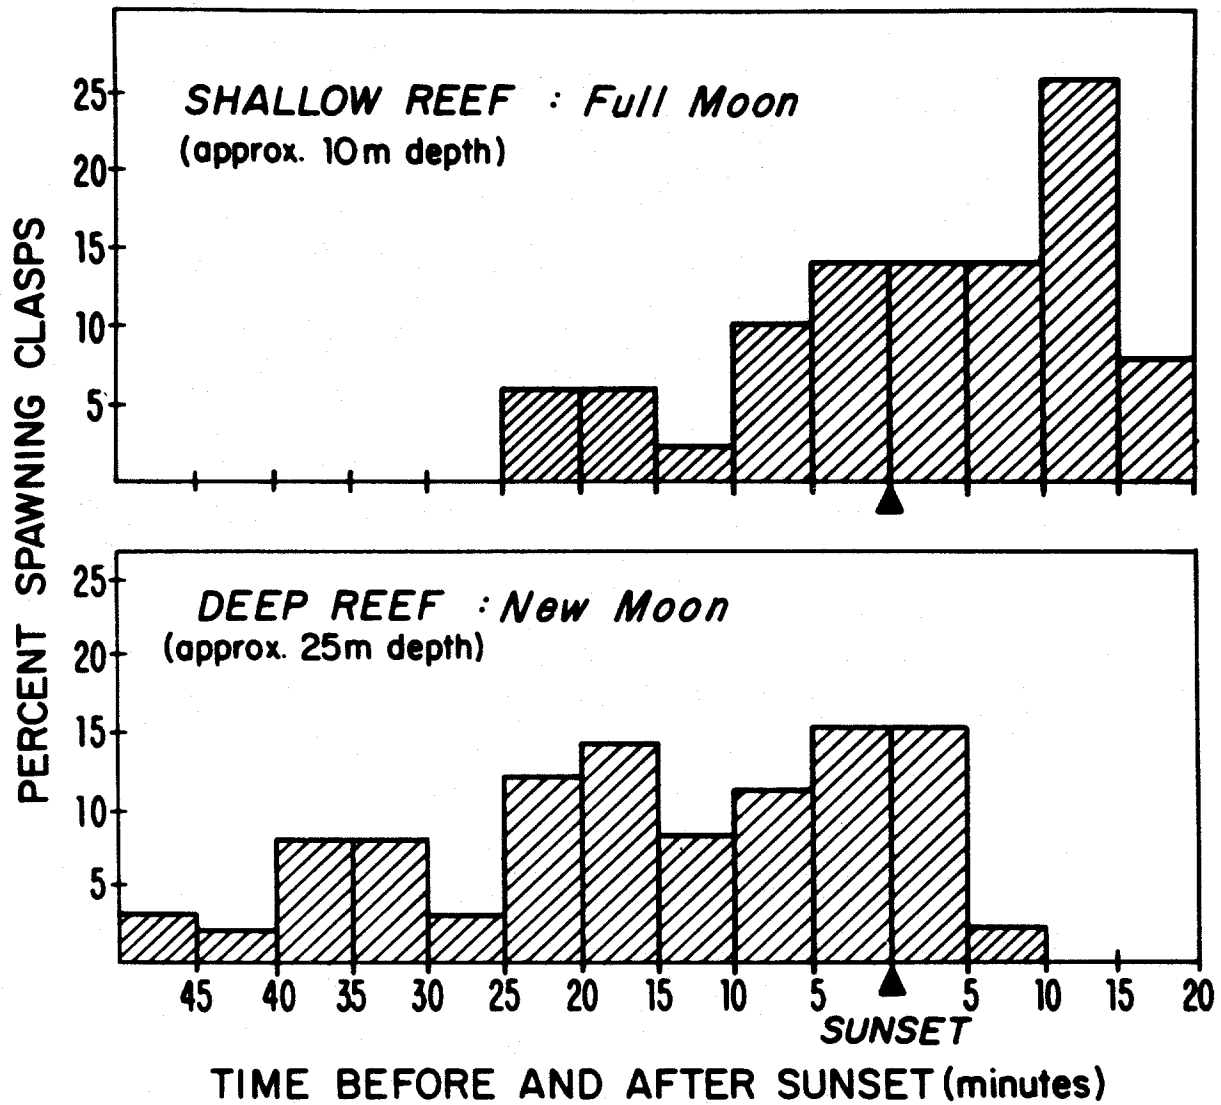 PERCENT SPAWNING CLASPS
SHALLOW REEF : Full Moon
(approx. 10m depth)
25
20
15
10
5
DEEP REEF : New Moon
(approx. 25m depth)
25
20
15
10
5
45 40 35 30 25 20 15 10 5 5 10 15 20
SUNSET
TIME BEFORE AND AFTER SUNSET (minutes)